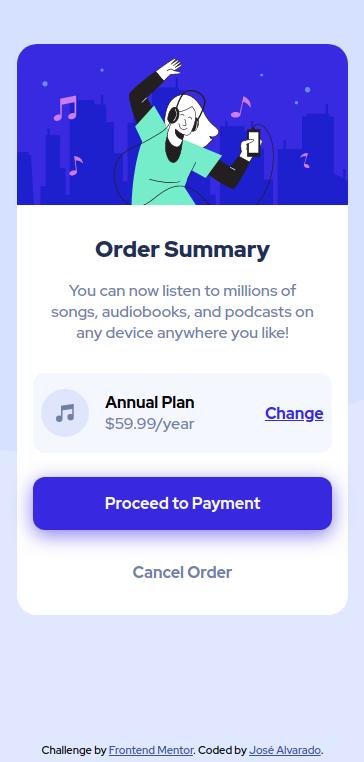 Order Summary
You can now listen to millions of
songs, audiobooks, and podcasts on
any device anywhere you like!
Annual Plan
$59.99/year
Change
Proceed to Payment
Cancel Order
Challenge by Frontend Mentor. Coded by José Alvarado.